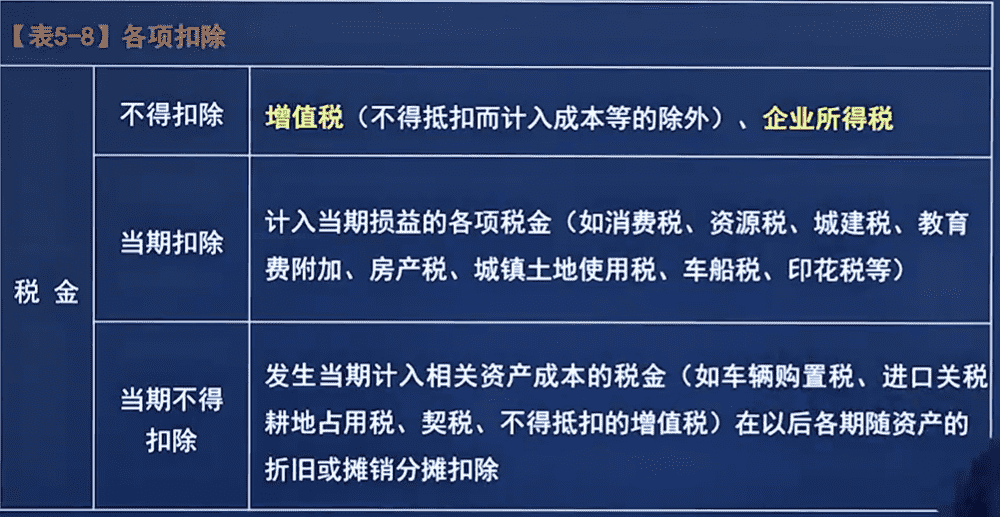 【表5-8】各项扣除
税 金
不得扣除
增值税（不得抵扣而计入成本等的除外）、企业所得税
当期扣除
计入当期损益的各项税金（如消费税、资源税、城建税、教育
费附加、房产税、城镇土地使用税、车船税、印花税等）
当期不得
扣除
发生当期计入相关资产成本的税金（如车辆购置税、进口关税
耕地占用税、契税、不得抵扣的增值税）在以后各期随资产的
折旧或摊销分摊扣除